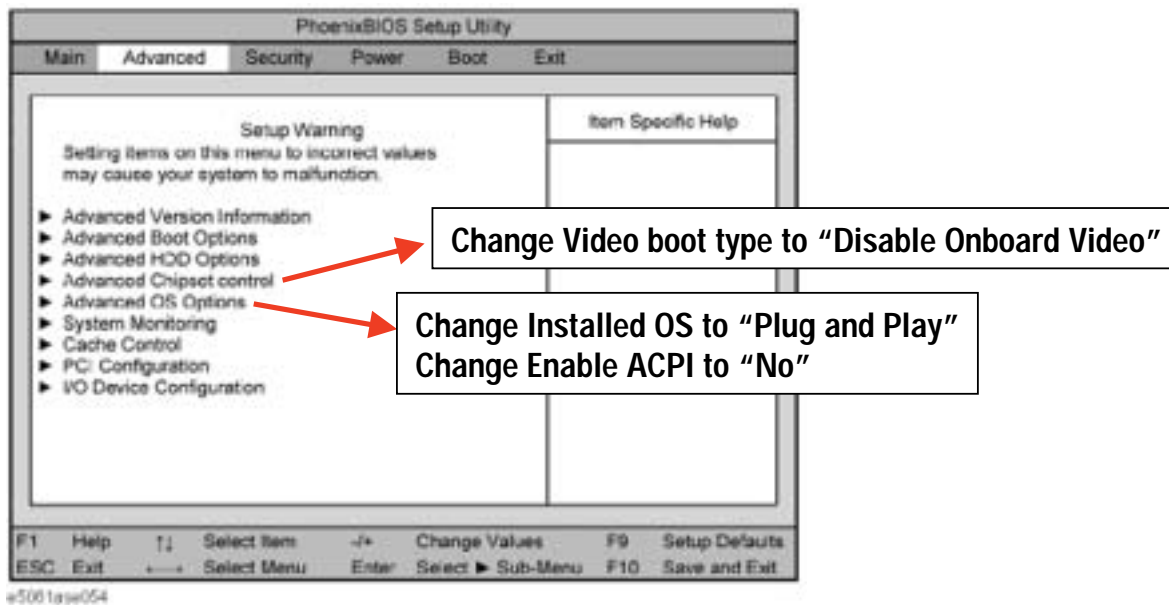 PhoenixBIOS Setup Utility
Main Advanced Security Power Boot Exit
Setup Warning
Setting items on this menu to incorrect values
may cause your system to malfunction.
► Advanced Version Information
► Advanced Boot Options
► Advanced HDD Options
► Advanced Chipset control
► Advanced OS Options
► System Monitoring
► Cache Control
► PCI Configuration
► I/O Device Configuration
Item Specific Help
Change Video boot type to “Disable Onboard Video”
Change Installed OS to “Plug and Play”
Change Enable ACPI to “No”
F1 Help ↑↓ Select Item -/+ Change Values F9 Setup Defaults
ESC Exit ←→ Select Menu Enter Select ► Sub-Menu F10 Save and Exit
e5061ase054